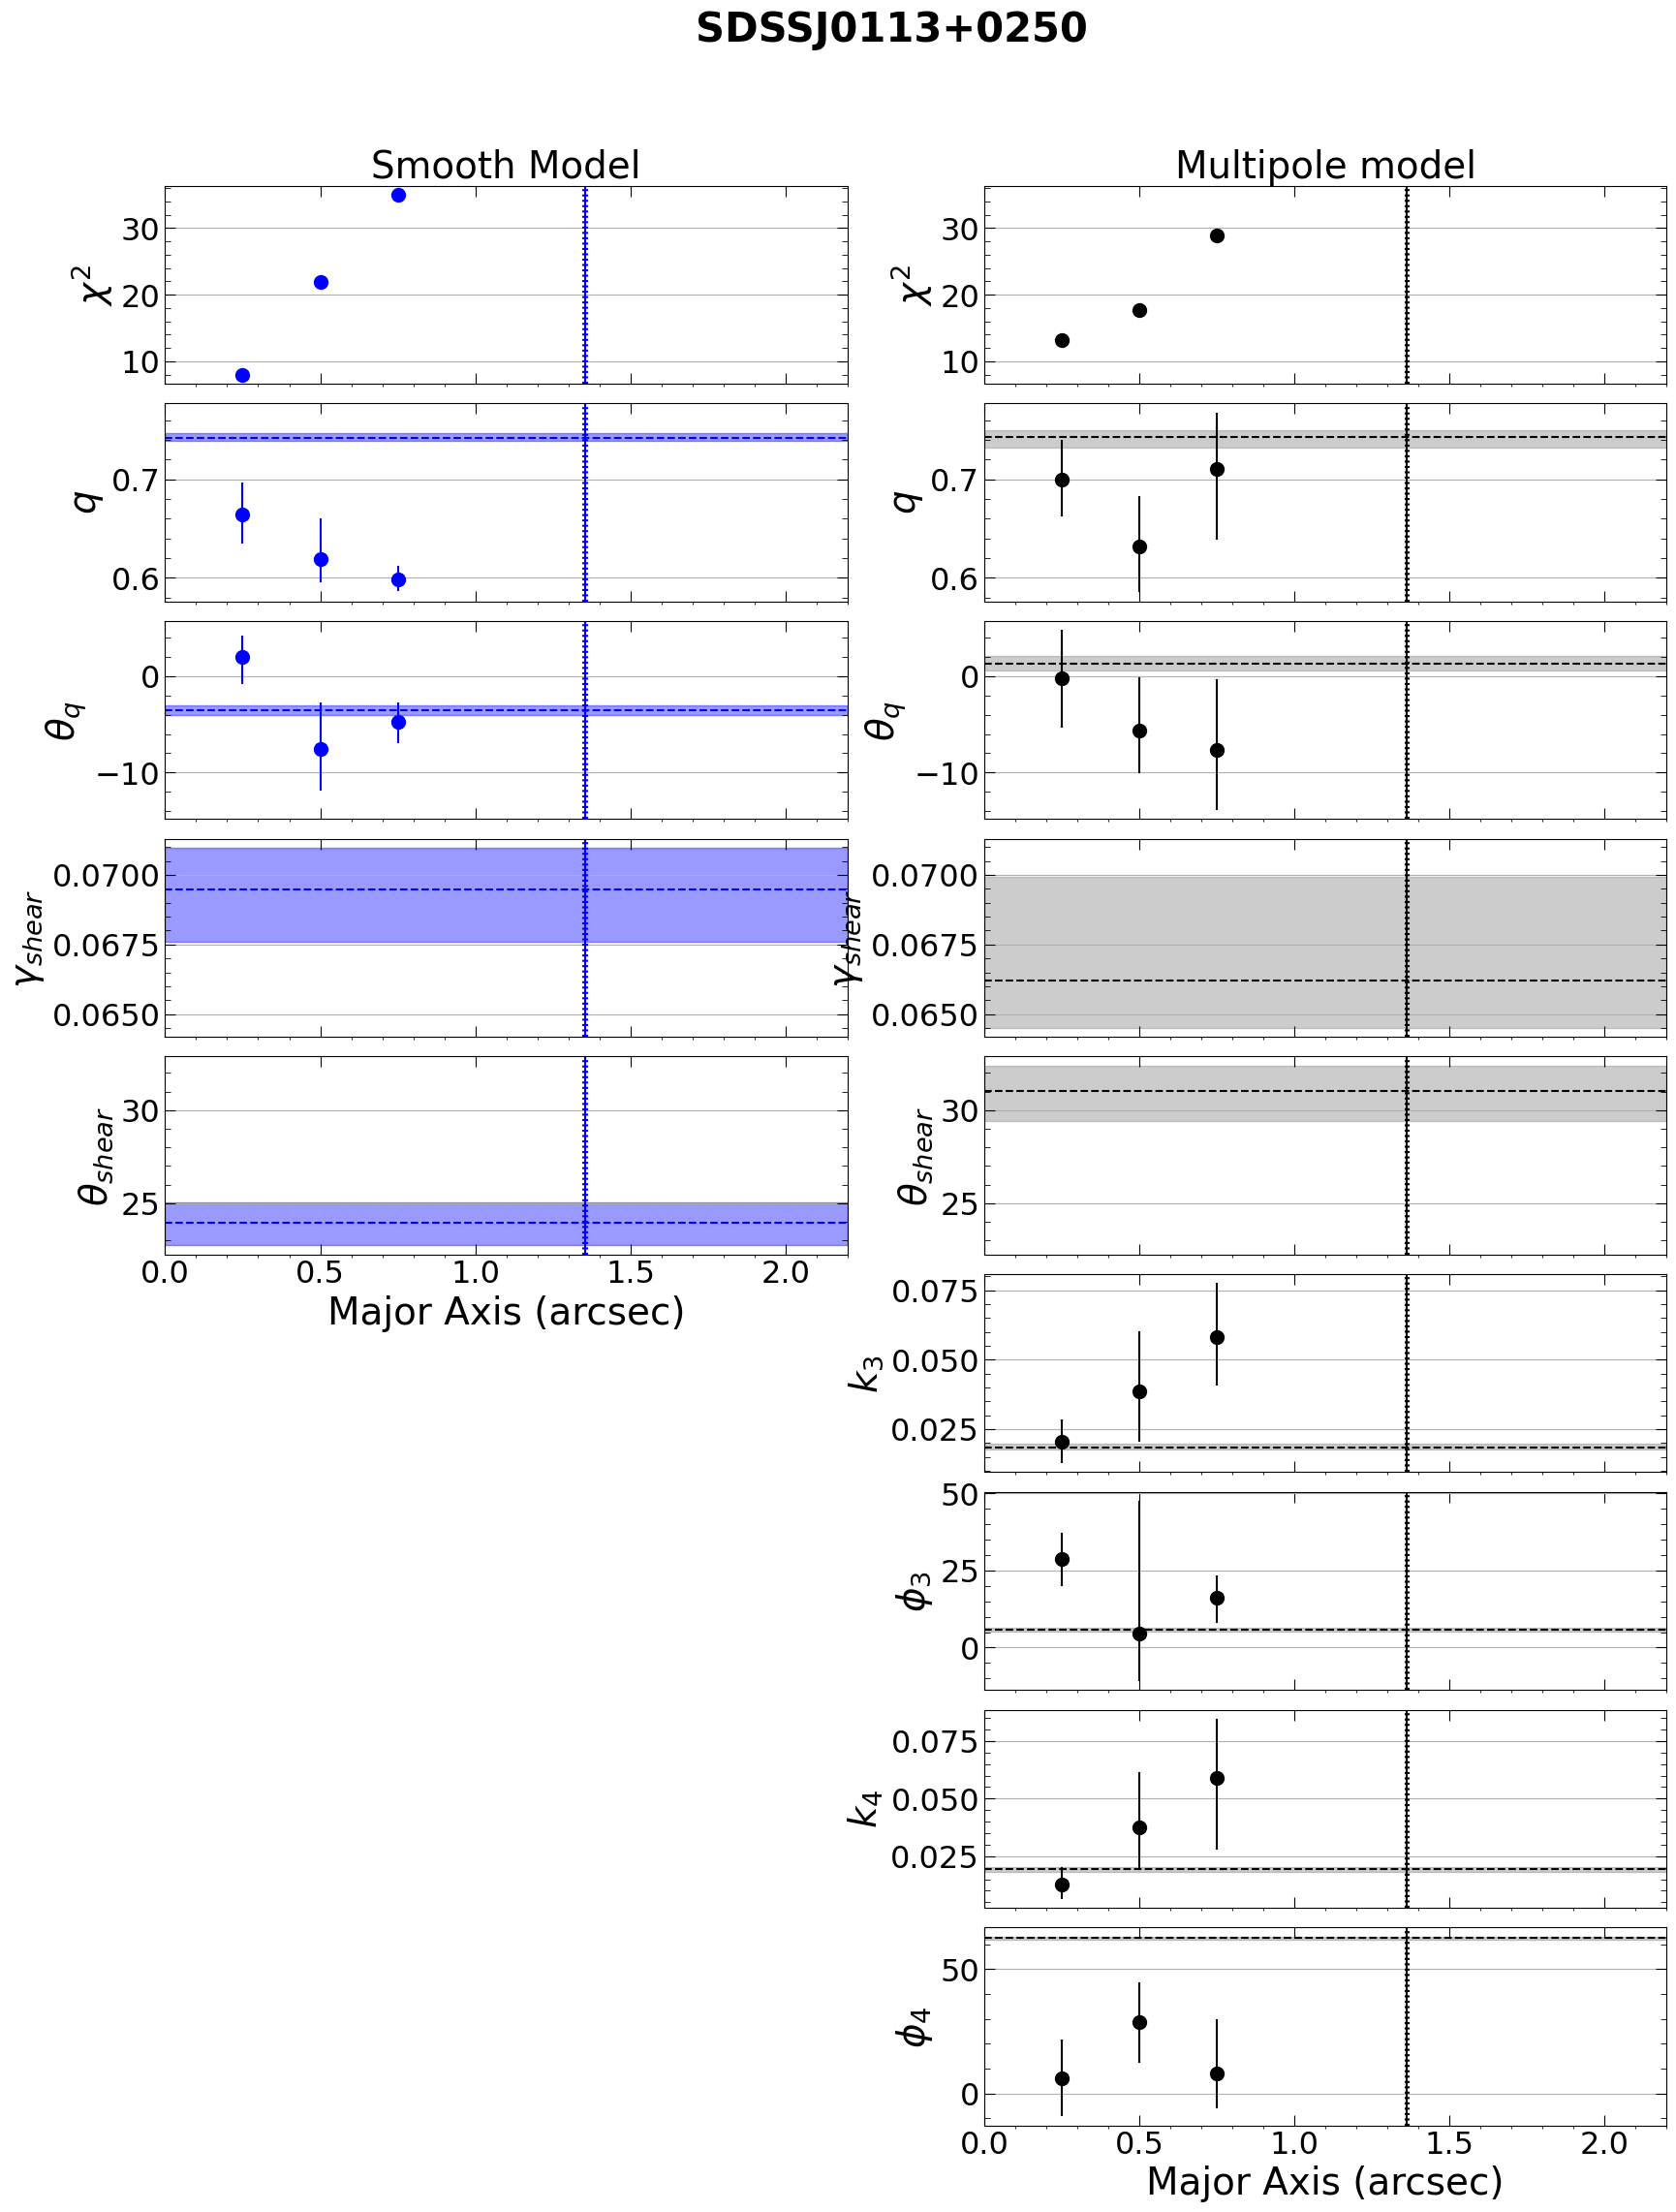 SDSSJ0113+0250
Smooth Model
30
20
10
χ²
0.7
0.6
q
0
−10
θq
0.0700
0.0675
0.0650
γshear
30
25
θshear
0.0 0.5 1.0 1.5 2.0
Major Axis (arcsec)
Multipole model
30
20
10
χ²
0.7
0.6
q
0
−10
θq
0.0700
0.0675
0.0650
γshear
30
25
θshear
0.075
0.050
0.025
k₃
50
25
0
ϕ₃
0.075
0.050
0.025
k₄
50
0
ϕ₄
0.0 0.5 1.0 1.5 2.0
Major Axis (arcsec)